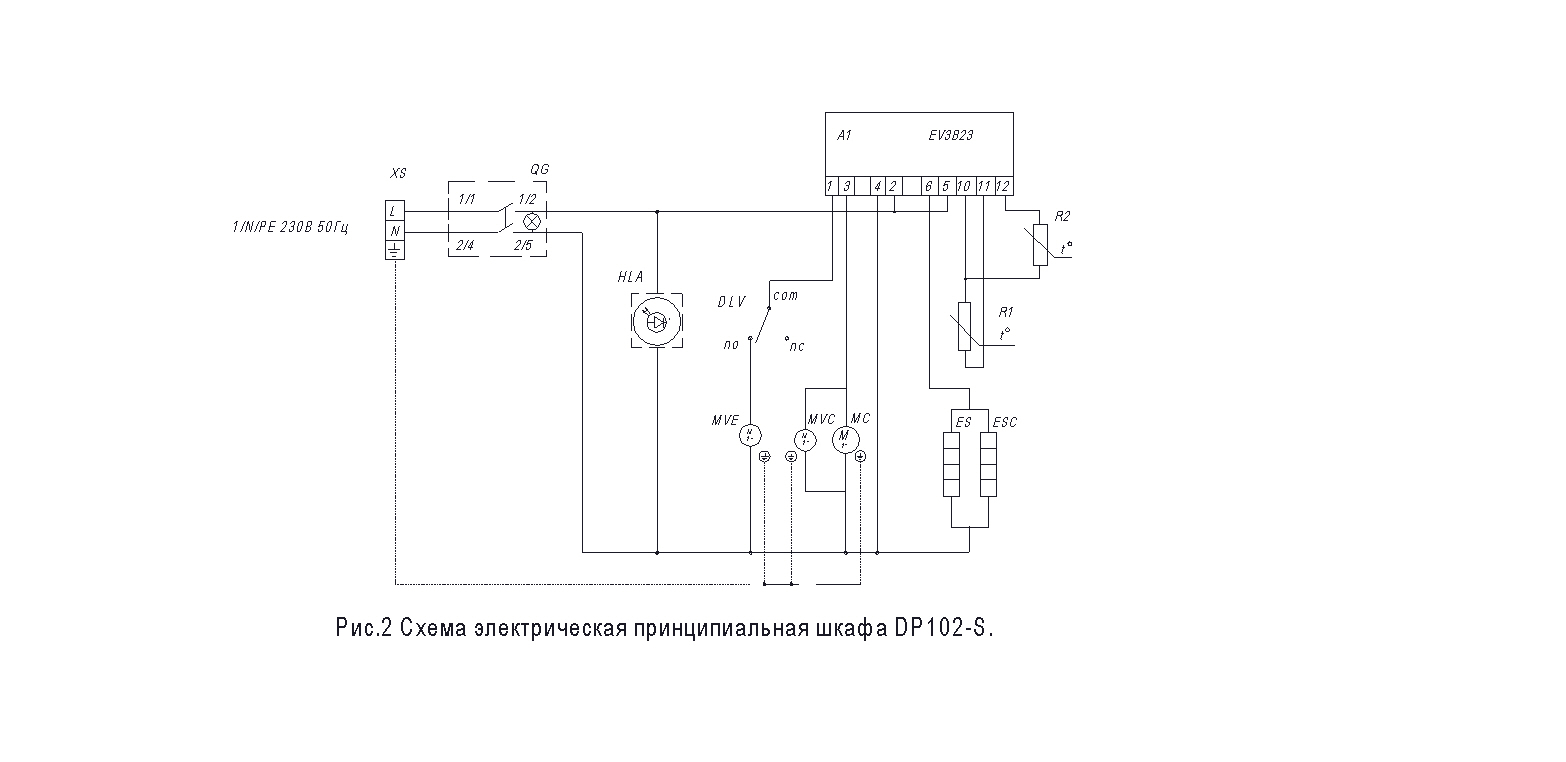 A1 EV3B23
XS QG
1 3 4 2 6 5 10 11 12
1/1 1/2
L
R2
1/N/PE 230В 50Гц
N
2/4 2/5
t°
HLA
DLV com
R1
t°
no nc
MVE MVC MC ES ESC
M
1~
Рис.2 Схема электрическая принципиальная шкафа DP102-S.